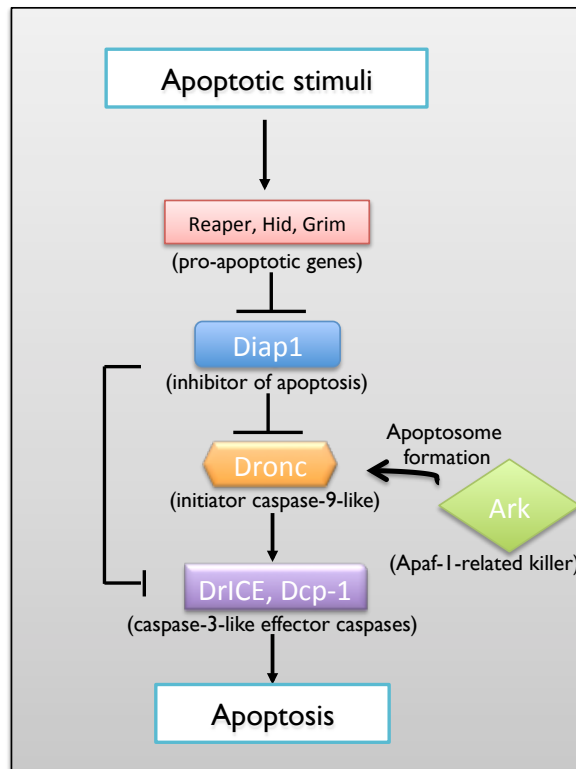 Apoptotic stimuli
Reaper, Hid, Grim
(pro-apoptotic genes)
Diap1
(inhibitor of apoptosis)
Apoptosome
formation
Dronc
(initiator caspase-9-like)
Ark
(Apaf-1-related killer)
DrICE, Dcp-1
(caspase-3-like effector caspases)
Apoptosis